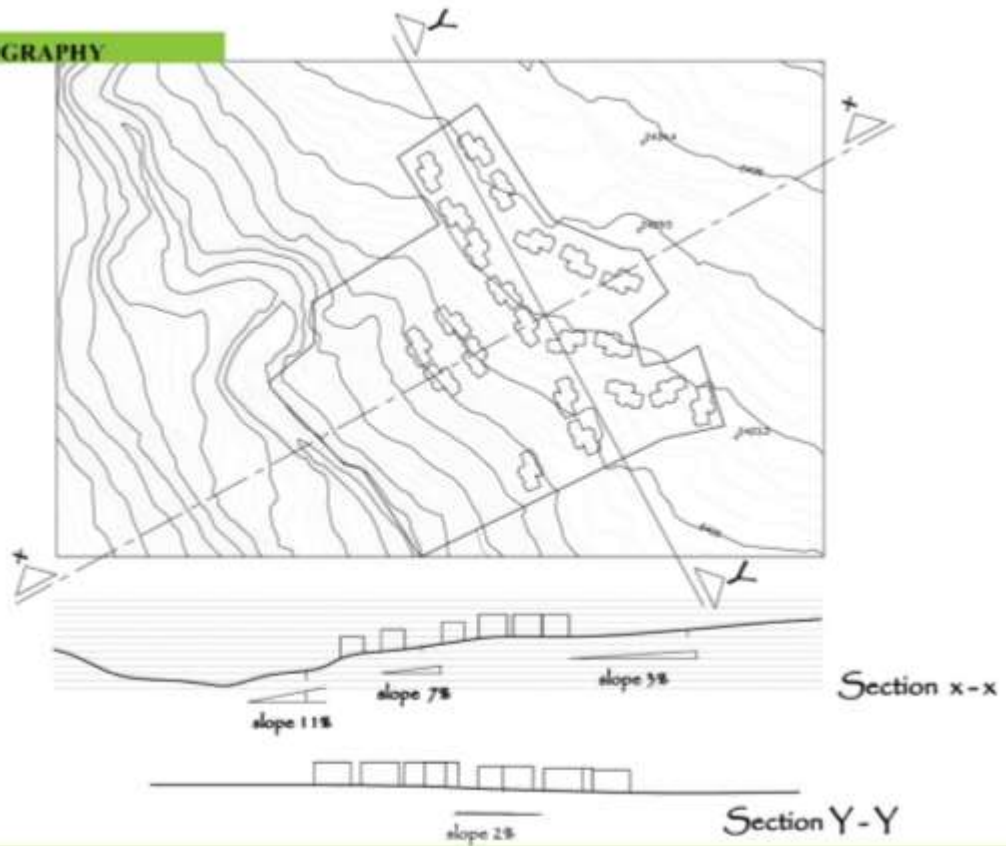 GRAPHY
Y
x
x
Y
slope 11%
slope 7%
slope 3%
Section x-x
slope 2%
Section Y-Y